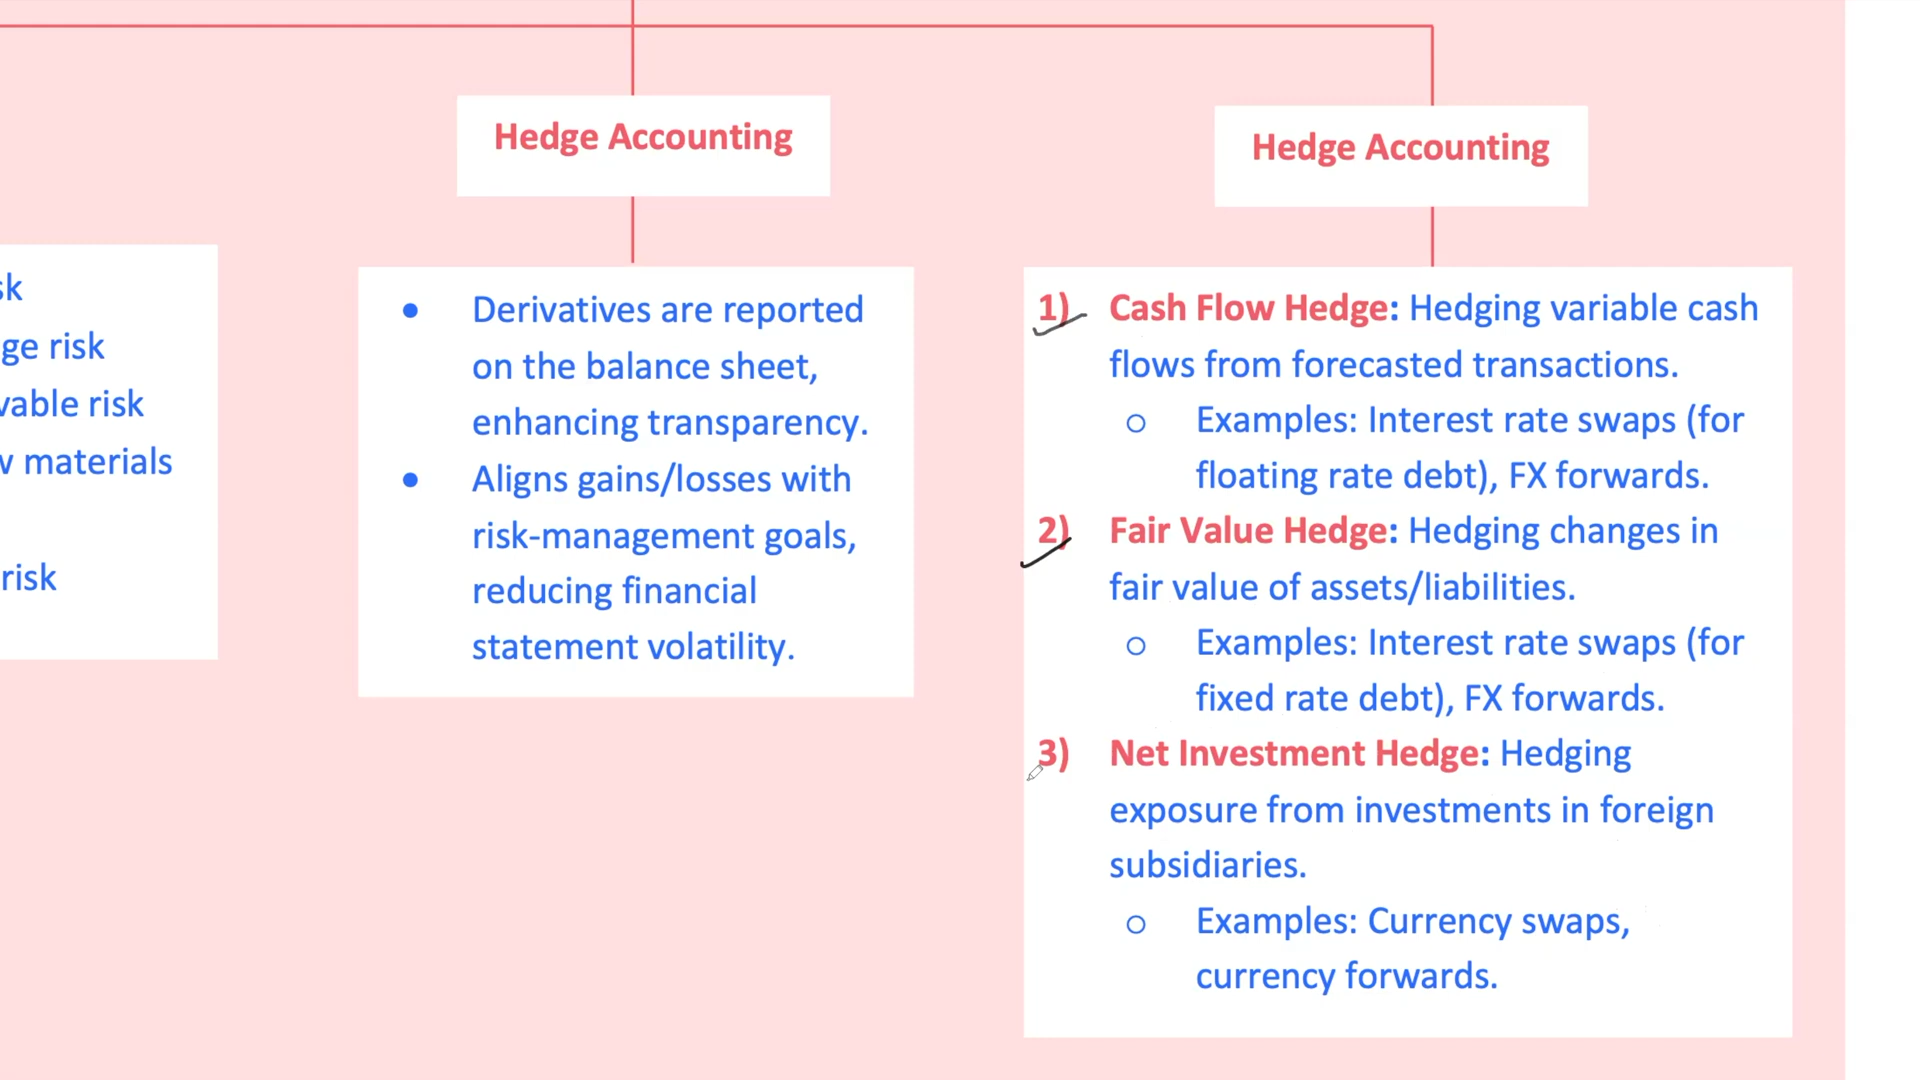 sk
ge risk
vable risk
w materials
risk
Hedge Accounting
• Derivatives are reported
on the balance sheet,
enhancing transparency.
• Aligns gains/losses with
risk-management goals,
reducing financial
statement volatility.
Hedge Accounting
1) Cash Flow Hedge: Hedging variable cash
flows from forecasted transactions.
o Examples: Interest rate swaps (for
floating rate debt), FX forwards.
2) Fair Value Hedge: Hedging changes in
fair value of assets/liabilities.
o Examples: Interest rate swaps (for
fixed rate debt), FX forwards.
3) Net Investment Hedge: Hedging
exposure from investments in foreign
subsidiaries.
o Examples: Currency swaps,
currency forwards.